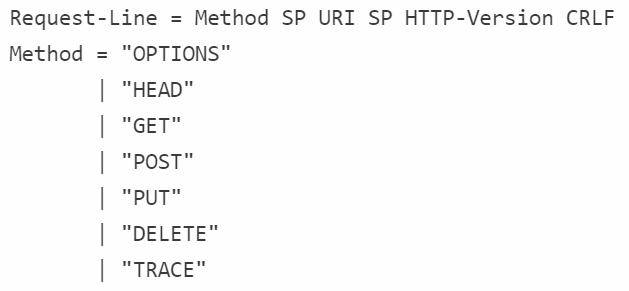 Request-Line = Method SP URI SP HTTP-Version CRLF
Method = "OPTIONS"
       | "HEAD"
       | "GET"
       | "POST"
       | "PUT"
       | "DELETE"
       | "TRACE"